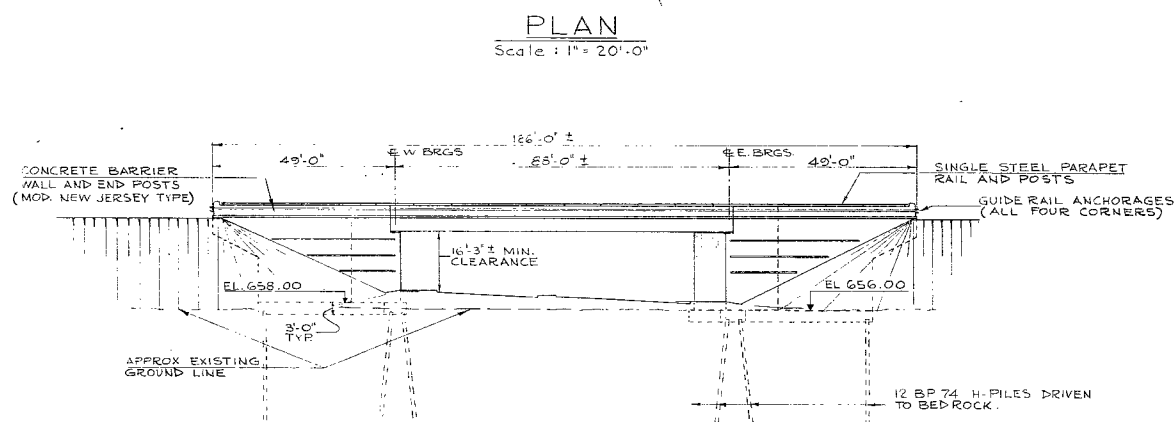 PLAN
Scale : 1" = 20'-0"
186'-0" ±
49'-0"
℄ W BRGS
88'-0" ±
℄ E. BRGS.
49'-0"
CONCRETE BARRIER
WALL AND END POSTS
(MOD. NEW JERSEY TYPE)
SINGLE STEEL PARAPET
RAIL AND POSTS
GUIDE RAIL ANCHORAGES
(ALL FOUR CORNERS)
16'-3" ± MIN.
CLEARANCE
EL. 658.00
EL 656.00
3'-0"
TYP.
APPROX EXISTING
GROUND LINE
12 BP 74 H-PILES DRIVEN
TO BEDROCK.